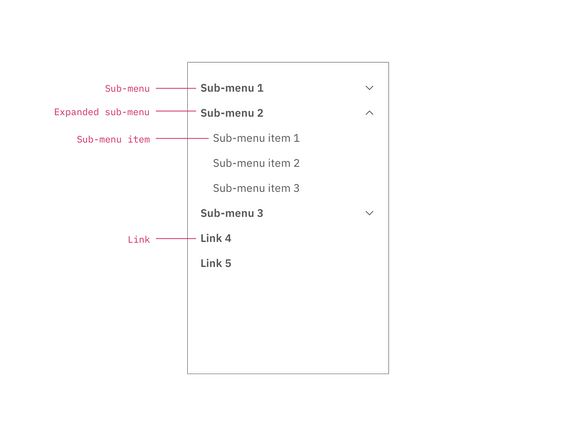 Sub-menu Sub-menu 1
Expanded sub-menu Sub-menu 2
Sub-menu item Sub-menu item 1
Sub-menu item 2
Sub-menu item 3
Sub-menu 3
Link Link 4
Link 5